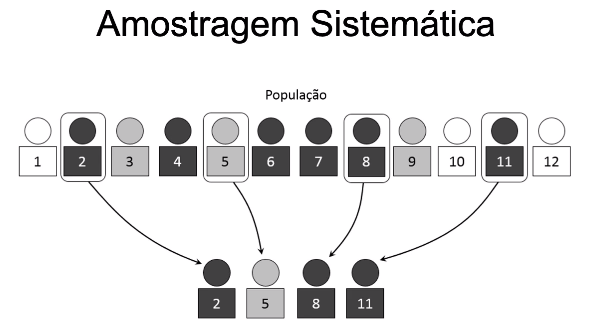 Amostragem Sistemática
População
1 2 3 4 5 6 7 8 9 10 11 12
2 5 8 11